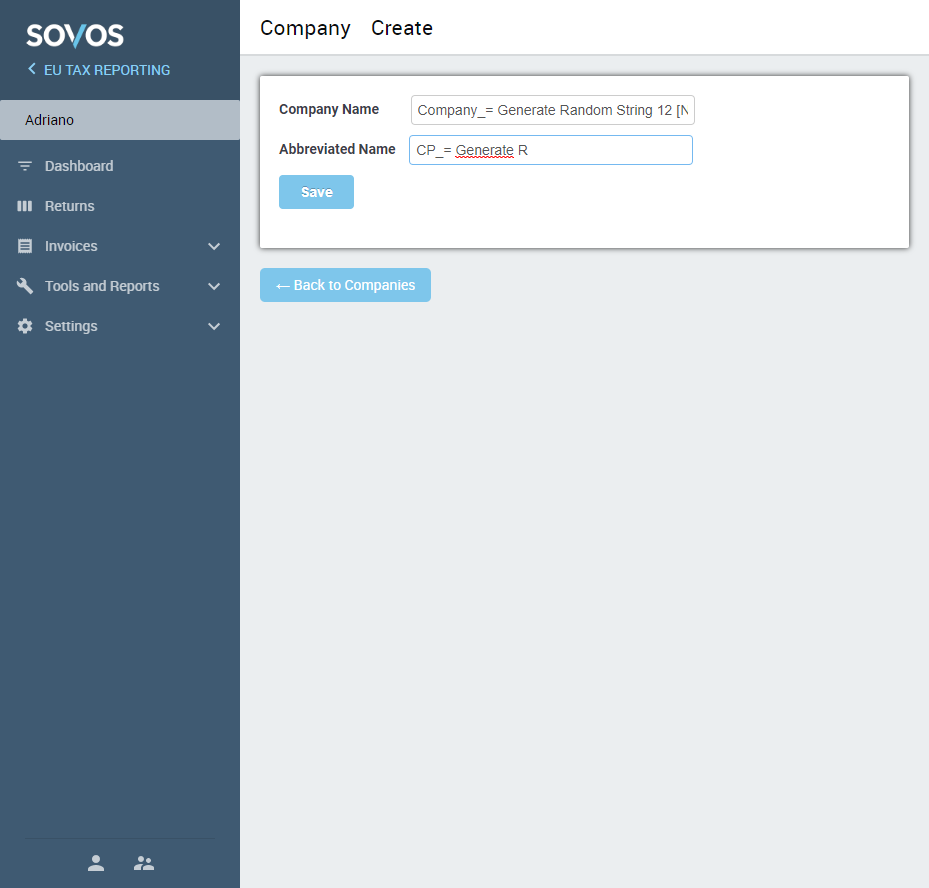 SOVOS
EU TAX REPORTING
Adriano
Dashboard
Returns
Invoices
Tools and Reports
Settings
Company Create
Company Name Company_= Generate Random String 12 [N
Abbreviated Name CP_= Generate R
Save
← Back to Companies